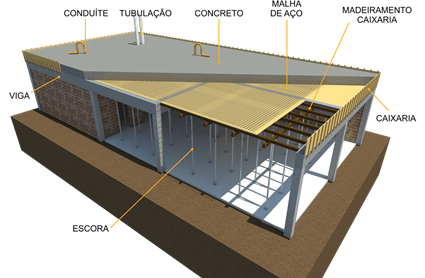 CONDUÍTE
TUBULAÇÃO
CONCRETO
MALHA
DE AÇO
MADEIRAMENTO
CAIXARIA
VIGA
CAIXARIA
ESCORA